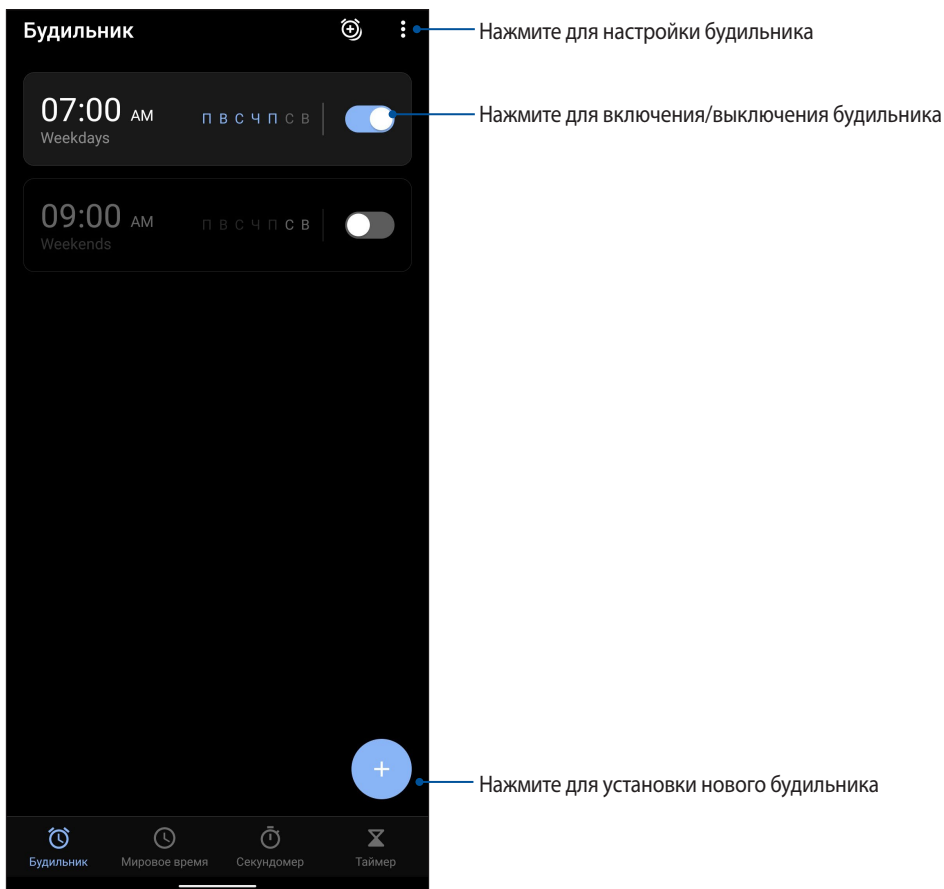 Будильник
Нажмите для настройки будильника
07:00 AM П В С Ч П С В
Weekdays
Нажмите для включения/выключения будильника
09:00 AM П В С Ч П С В
Weekends
+
Нажмите для установки нового будильника
Будильник Мировое время Секундомер Таймер